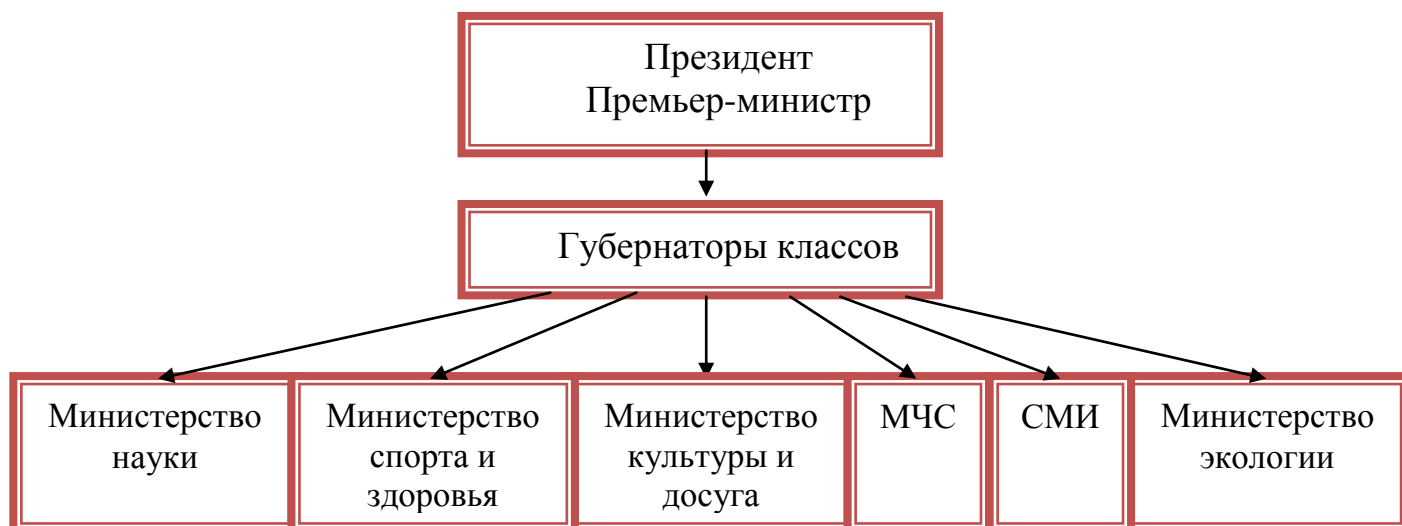 Президент
Премьер-министр
Губернаторы классов
Министерство
науки
Министерство
спорта и
здоровья
Министерство
культуры и
досуга
МЧС
СМИ
Министерство
экологии